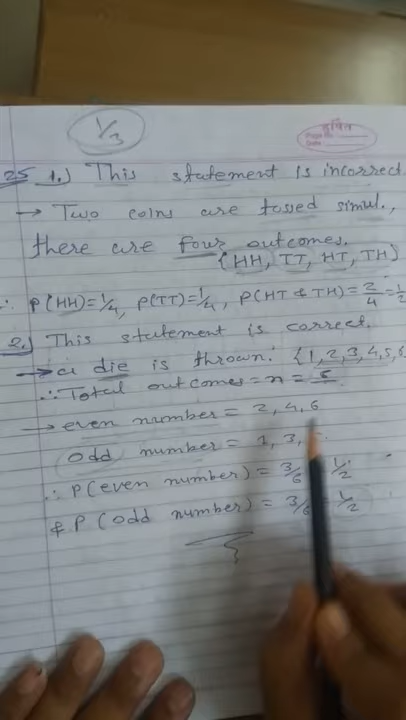 1/3
सुचित
Page No.
Date
25 1.) This statement is incorrect.
→ Two coins are tossed simul.,
there are four outcomes.
{HH, TT, HT, TH}
∴ P(HH)=1/4, P(TT)=1/4, P(HT & TH)=2/4=1/2
2.) This statement is correct.
→ a die is thrown. {1,2,3,4,5,6
∴ Total outcomes = n =
→ even number = 2, 4, 6
odd number = 1, 3,
∴ P(even number) = 3/6 1/2
& P (odd number) = 3/6 1/2